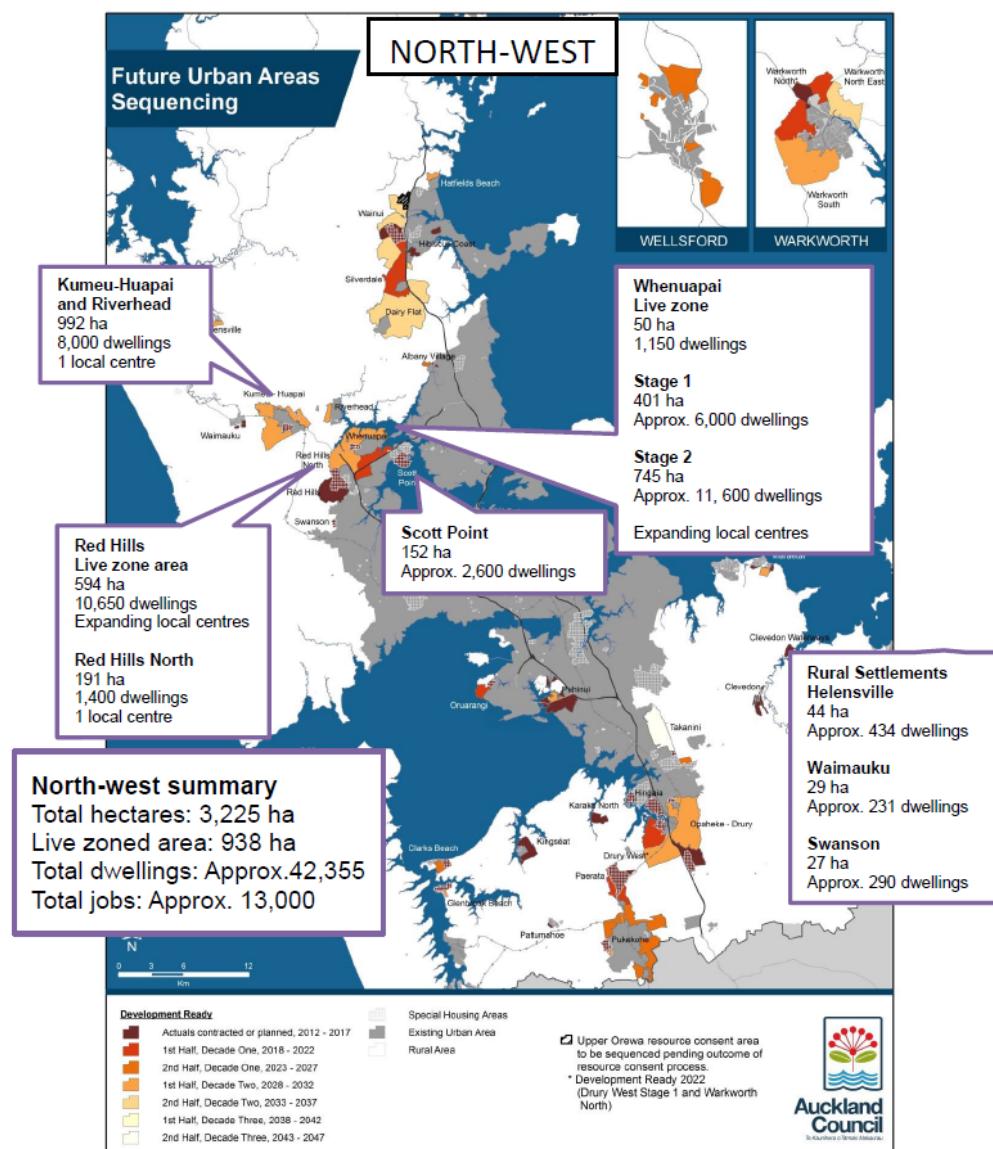 NORTH-WEST
Future Urban Areas
Sequencing
WELLSFORD
Warkworth
North*
Warkworth
North East
Warkworth
South
WARKWORTH
Hatfields Beach
Wainui
Hibiscus Coast
Silverdale
Dairy Flat
Albany Village
Kumeu-Huapai
and Riverhead
992 ha
8,000 dwellings
1 local centre
Whenuapai
Live zone
50 ha
1,150 dwellings
Stage 1
401 ha
Approx. 6,000 dwellings
Stage 2
745 ha
Approx. 11, 600 dwellings
Expanding local centres
Kumeu - Huapai
Riverhead
Waimauku
Whenuapai
Red Hills
North
Scott
Point
Red Hills
Swanson
Red Hills
Live zone area
594 ha
10,650 dwellings
Expanding local centres
Red Hills North
191 ha
1,400 dwellings
1 local centre
Scott Point
152 ha
Approx. 2,600 dwellings
Clevedon Waterways
Clevedon
Rural Settlements
Helensville
44 ha
Approx. 434 dwellings
Waimauku
29 ha
Approx. 231 dwellings
Swanson
27 ha
Approx. 290 dwellings
Puhinui
Oruarangi
Takanini
North-west summary
Total hectares: 3,225 ha
Live zoned area: 938 ha
Total dwellings: Approx.42,355
Total jobs: Approx. 13,000
Hingaia
Karaka North
Opaheke - Drury
Kingseat
Clarks Beach
Drury West*
Paerata
Glenbrook Beach
Patumahoe
Pukekohe
N
0 3 6 12
Km
Development Ready
Actuals contracted or planned, 2012 - 2017
1st Half, Decade One, 2018 - 2022
2nd Half, Decade One, 2023 - 2027
1st Half, Decade Two, 2028 - 2032
2nd Half, Decade Two, 2033 - 2037
1st Half, Decade Three, 2038 - 2042
2nd Half, Decade Three, 2043 - 2047
Special Housing Areas
Existing Urban Area
Rural Area
Upper Orewa resource consent area
to be sequenced pending outcome of
resource consent process.
* Development Ready 2022
(Drury West Stage 1 and Warkworth
North)
Auckland
Council
Te Kaunihera o Tāmaki Makaurau